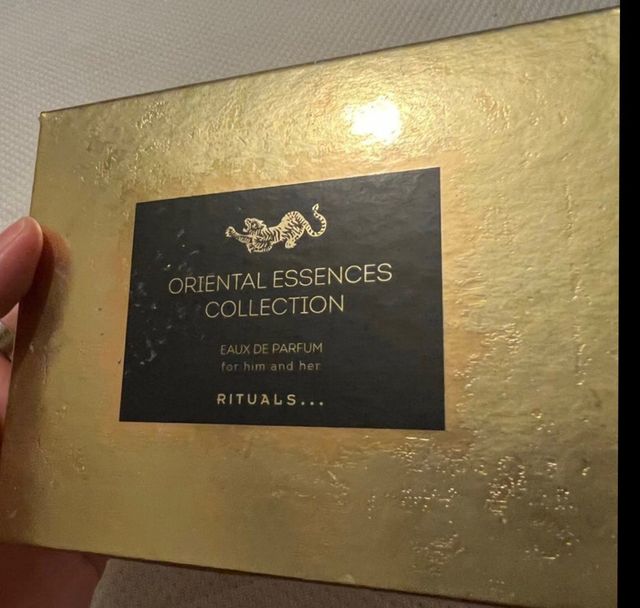 ORIENTAL ESSENCES
COLLECTION
EAUX DE PARFUM
for him and her
RITUALS...